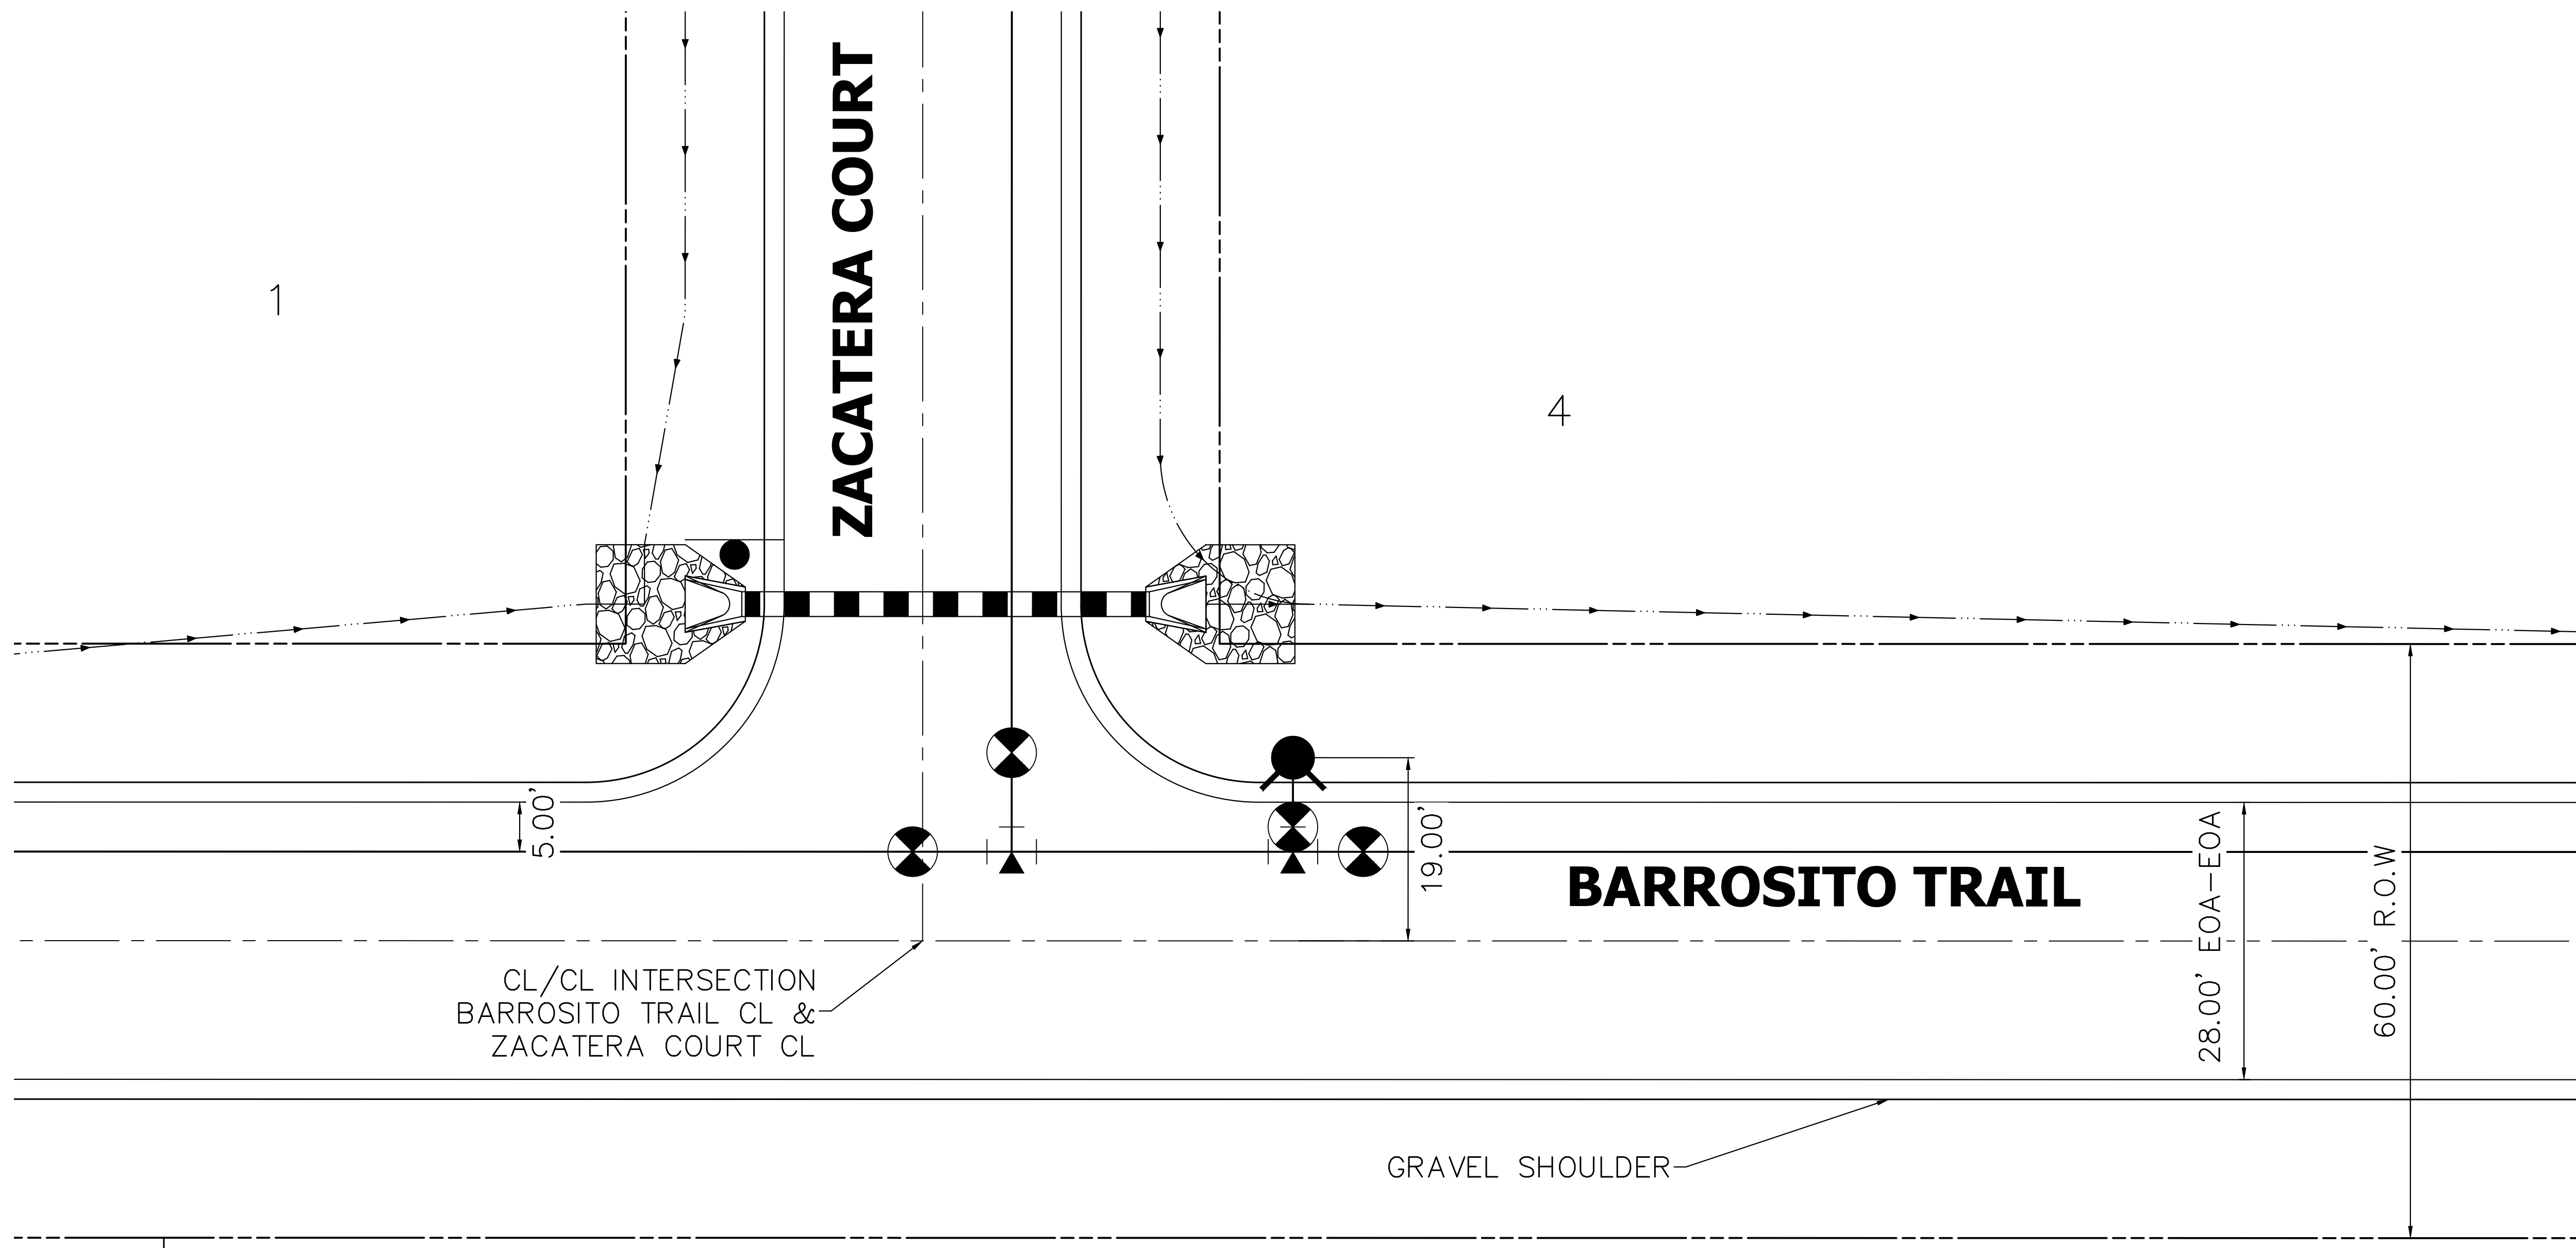 ZACATERA COURT
1
4
5.00'
19.00'
BARROSITO TRAIL
28.00' EOA-EOA
60.00' R.O.W
CL/CL INTERSECTION
BARROSITO TRAIL CL &
ZACATERA COURT CL
GRAVEL SHOULDER